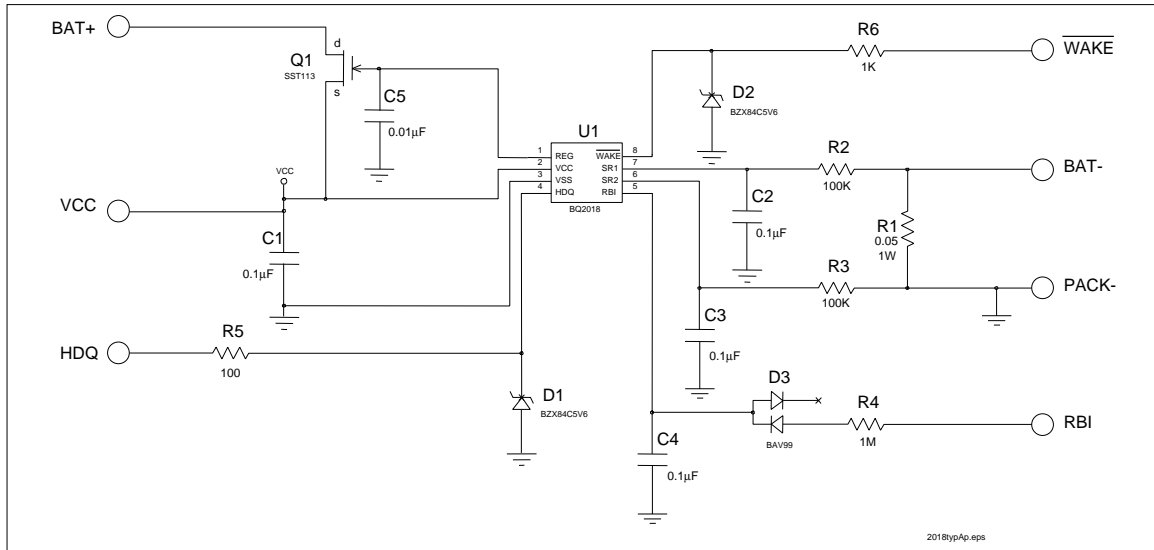 BAT+
Q1
SST113
d
s
C5
0.01µF
VCC
VCC
C1
0.1µF
HDQ
R5
100
D1
BZX84C5V6
U1
1 REG
2 VCC
3 VSS
4 HDQ
WAKE 8
SR1 7
SR2 6
RBI 5
BQ2018
D2
BZX84C5V6
R6
1K
WAKE
R2
100K
BAT-
C2
0.1µF
R1
0.05
1W
R3
100K
PACK-
C3
0.1µF
D3
BAV99
R4
1M
RBI
C4
0.1µF
2018typAp.eps